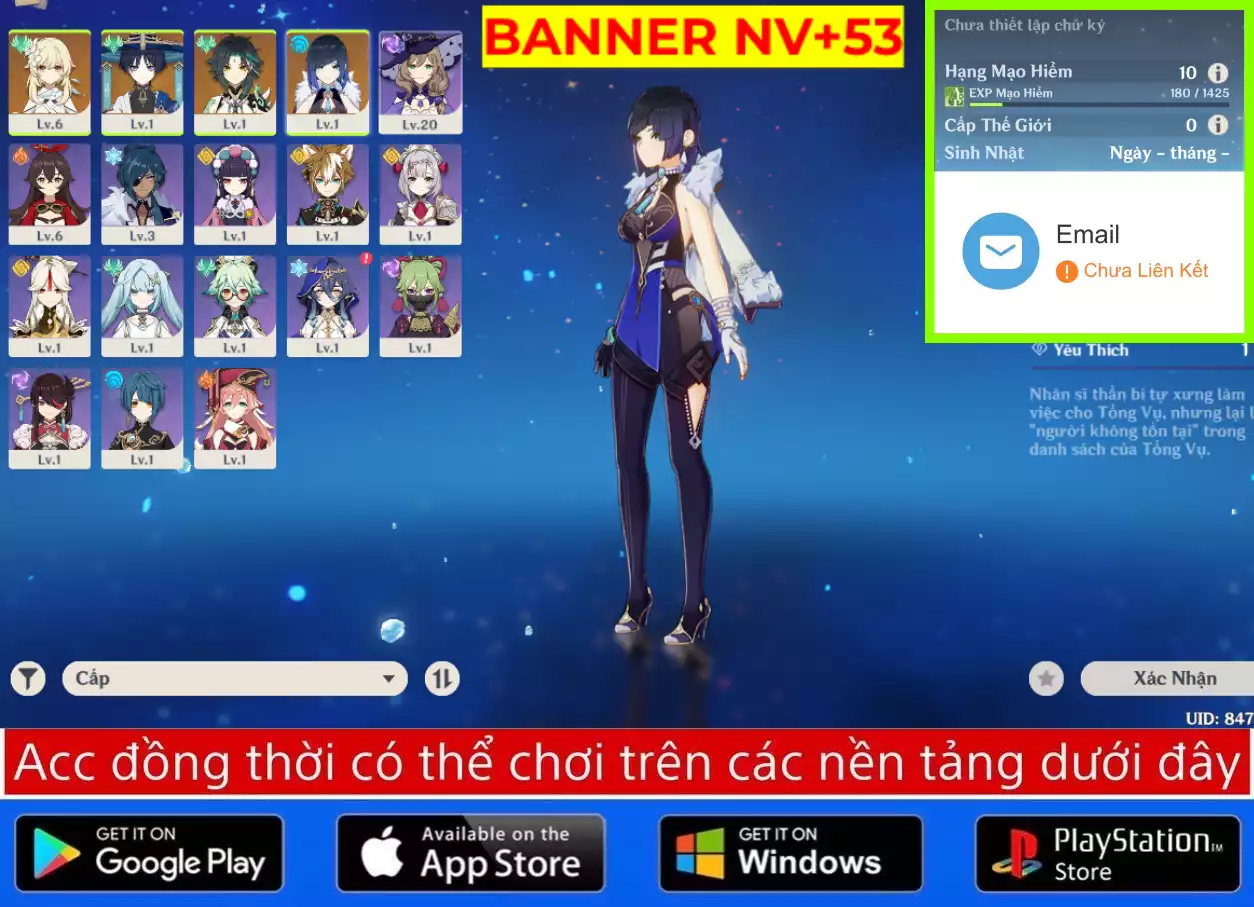 BANNER NV+53
Chưa thiết lập chữ ký
Hạng Mạo Hiểm 10
EXP Mạo Hiểm 180 / 1425
Cấp Thế Giới 0
Sinh Nhật Ngày - tháng -
Email
Chưa Liên Kết
Yêu Thích 1
Nhân sĩ thần bí tự xưng làm
việc cho Tổng Vụ, nhưng lại
"người không tồn tại" trong
danh sách của Tổng Vụ.
Lv.6 Lv.1 Lv.1 Lv.1 Lv.20
Lv.6 Lv.3 Lv.1 Lv.1 Lv.1
Lv.1 Lv.1 Lv.1 Lv.1 Lv.1
Lv.1 Lv.1 Lv.1
Cấp
Xác Nhận
UID: 847
Acc đồng thời có thể chơi trên các nền tảng dưới đây
GET IT ON
Google Play
Available on the
App Store
GET IT ON
Windows
PlayStation™
Store